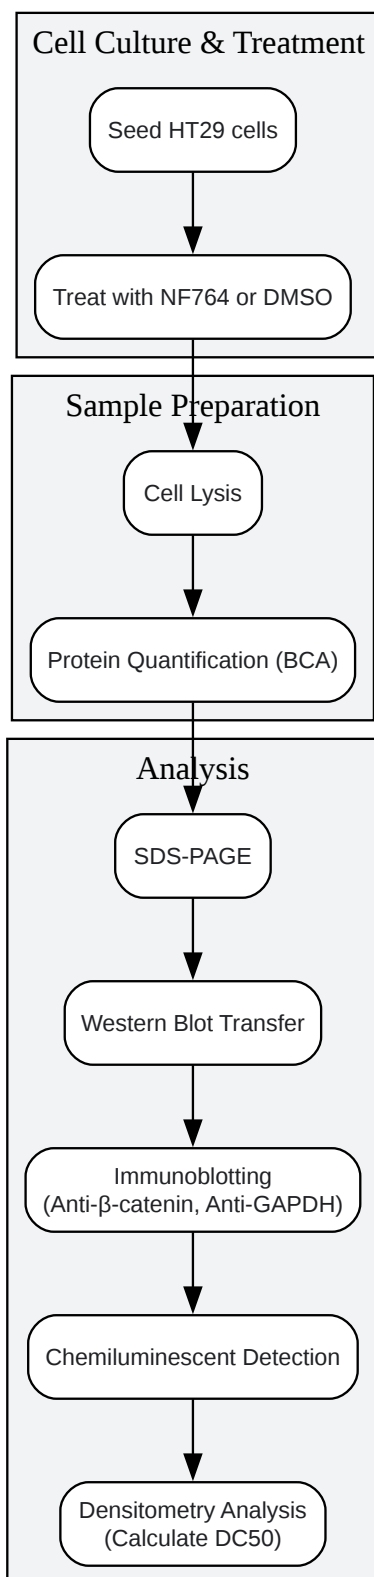 Cell Culture & Treatment
Seed HT29 cells
Treat with NF764 or DMSO
Sample Preparation
Cell Lysis
Protein Quantification (BCA)
Analysis
SDS-PAGE
Western Blot Transfer
Immunoblotting
(Anti-β-catenin, Anti-GAPDH)
Chemiluminescent Detection
Densitometry Analysis
(Calculate DC50)